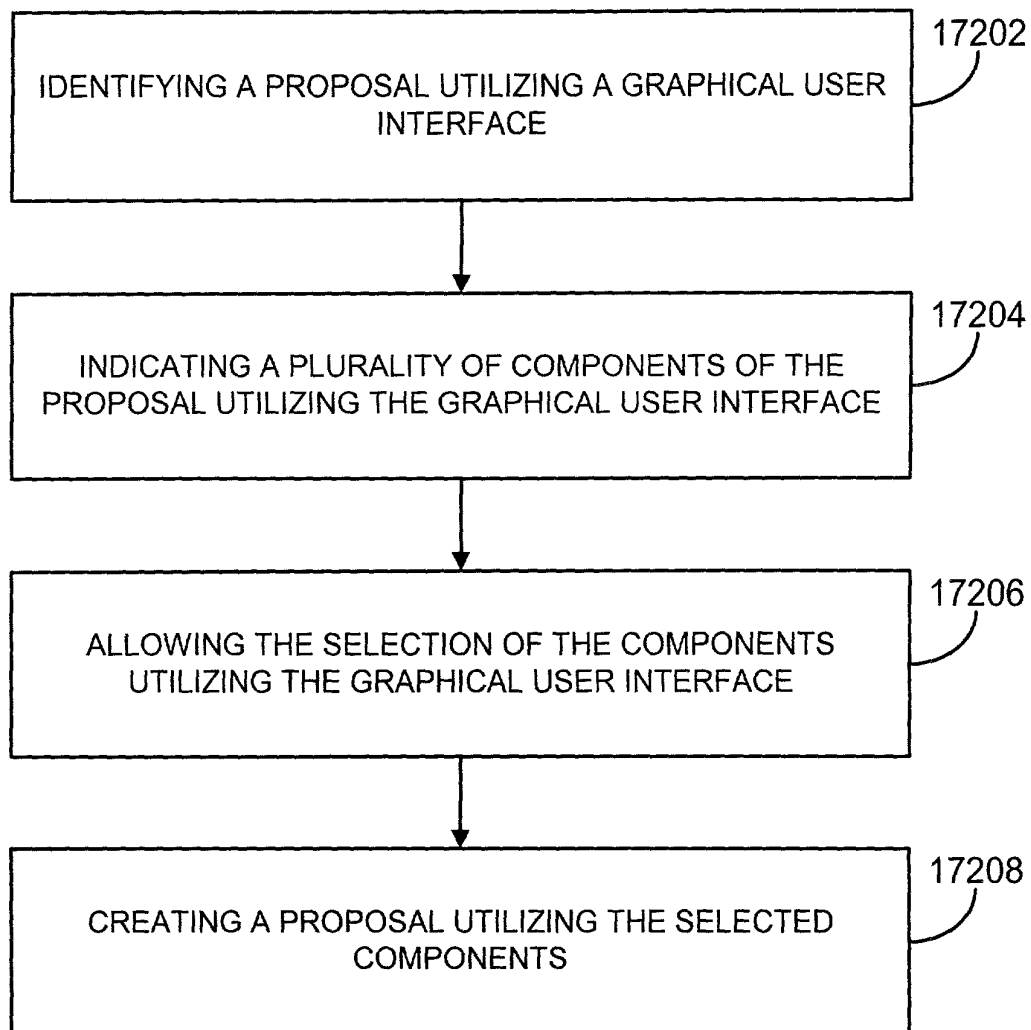 17202
IDENTIFYING A PROPOSAL UTILIZING A GRAPHICAL USER
INTERFACE
17204
INDICATING A PLURALITY OF COMPONENTS OF THE
PROPOSAL UTILIZING THE GRAPHICAL USER INTERFACE
17206
ALLOWING THE SELECTION OF THE COMPONENTS
UTILIZING THE GRAPHICAL USER INTERFACE
17208
CREATING A PROPOSAL UTILIZING THE SELECTED
COMPONENTS